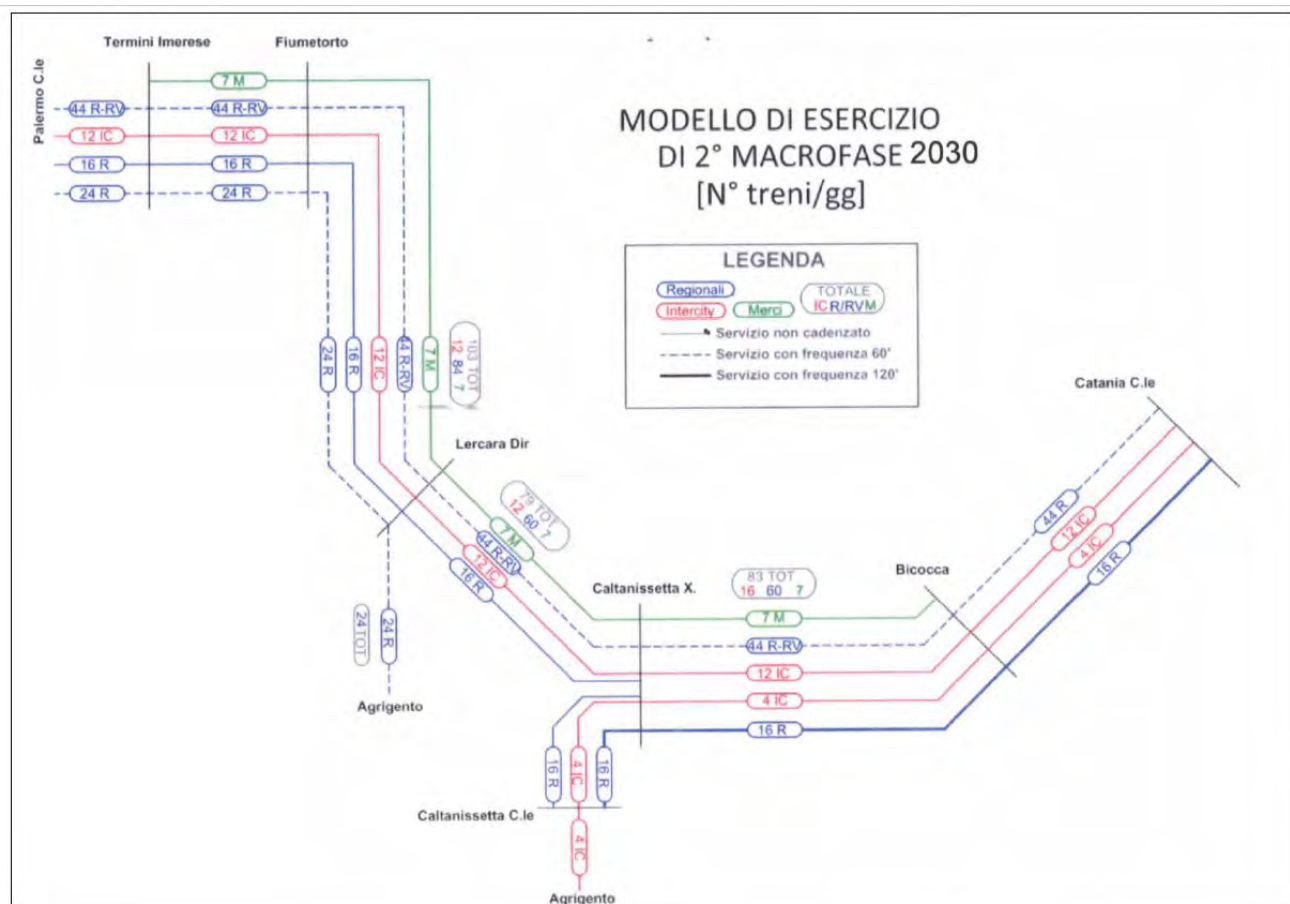 Termini Imerese
Fiumetorto
Palermo C.le
7 M
44 R-RV
44 R-RV
12 IC
12 IC
16 R
16 R
24 R
24 R
MODELLO DI ESERCIZIO
DI 2° MACROFASE 2030
[N° treni/gg]
LEGENDA
Regionali
TOTALE
IC R/RV M
Intercity
Merci
Servizio non cadenzato
Servizio con frequenza 60'
Servizio con frequenza 120'
24 R
16 R
12 IC
44 R-RV
7 M
103 TOT
12 84 7
Lercara Dir
79 TOT
12 60 7
7 M
44 R-RV
12 IC
16 R
24 TOT
24 R
Agrigento
Caltanissetta X.
83 TOT
16 60 7
7 M
44 R-RV
12 IC
4 IC
16 R
Bicocca
Catania C.le
44 R
12 IC
4 IC
16 R
16 R
4 IC
16 R
Caltanissetta C.le
4 IC
Agrigento